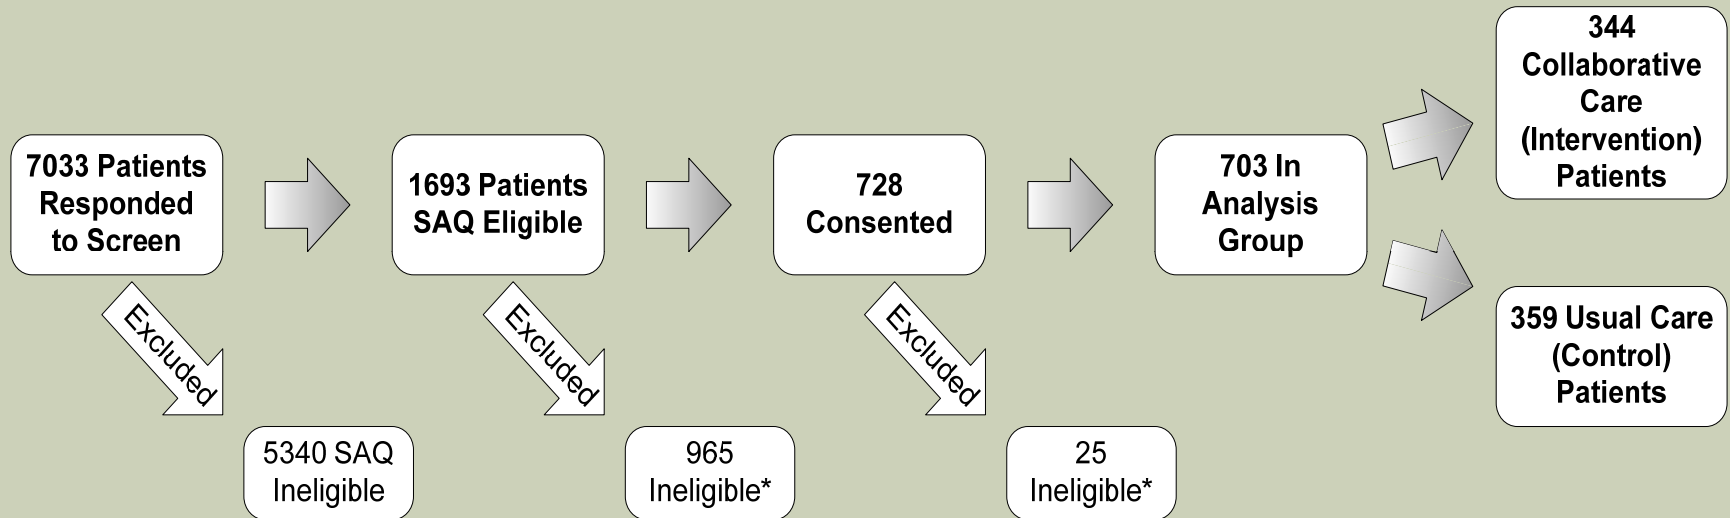 7033 Patients
Responded
to Screen
Excluded
5340 SAQ
Ineligible
1693 Patients
SAQ Eligible
Excluded
965
Ineligible*
728
Consented
Excluded
25
Ineligible*
703 In
Analysis
Group
344
Collaborative
Care
(Intervention)
Patients
359 Usual Care
(Control)
Patients